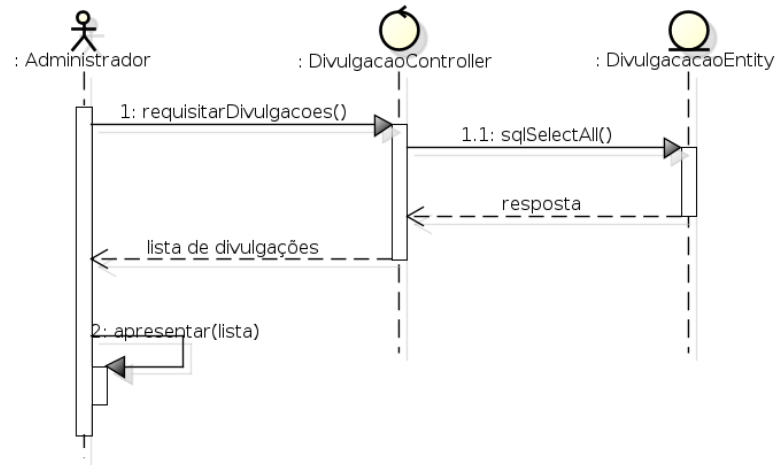 : Administrador
: DivulgacaoController
: DivulgacacaoEntity
1: requisitarDivulgacoes()
1.1: sqlSelectAll()
resposta
lista de divulgações
2: apresentar(lista)